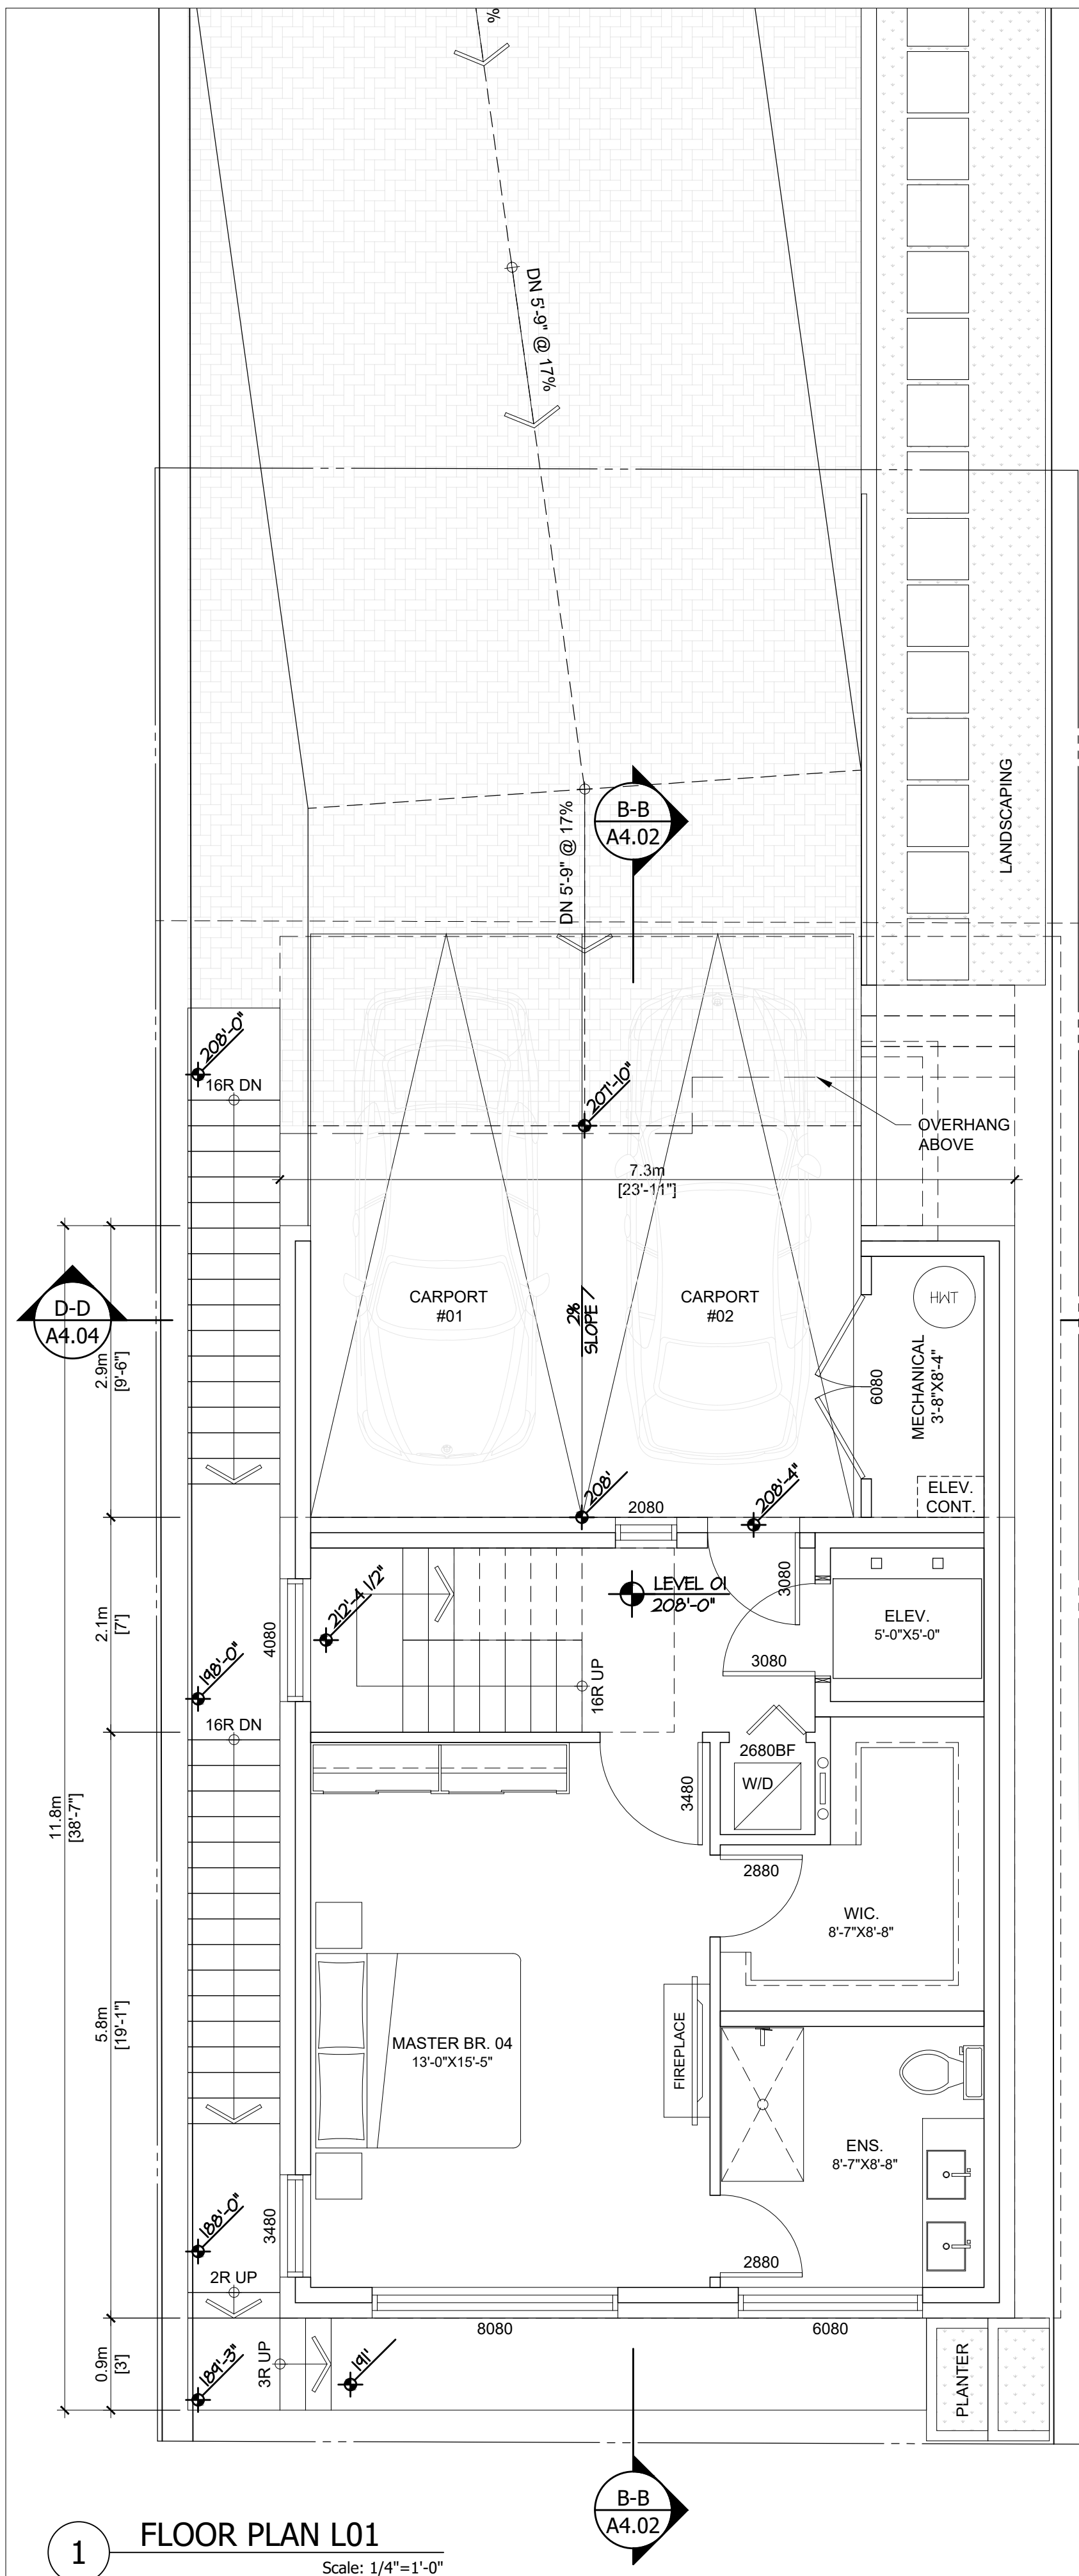 %
DN 5'-9" @ 17%
LANDSCAPING
B-B
A4.02
DN 5'-9" @ 17%
208'-0"
16R DN
207'-10"
OVERHANG
ABOVE
7.3m
[23'-11"]
D-D
A4.04
2.9m
[9'-6"]
CARPORT
#01
2%
SLOPE
CARPORT
#02
HWT
MECHANICAL
3'-8"X8'-4"
6080
ELEV.
CONT.
208'
2080
208'-4"
LEVEL 01
208'-0"
3080
ELEV.
5'-0"X5'-0"
2.1m
[7']
4080
212'-4 1/2"
198'-0"
3080
16R UP
16R DN
2680BF
W/D
3480
11.8m
[38'-7"]
2880
WIC.
8'-7"X8'-8"
5.8m
[19'-1"]
MASTER BR. 04
13'-0"X15'-5"
FIREPLACE
ENS.
8'-7"X8'-8"
188'-0"
3480
2880
2R UP
8080
6080
0.9m
[3']
189'-3"
3R UP
191'
PLANTER
B-B
A4.02
1
FLOOR PLAN L01
Scale: 1/4"=1'-0"